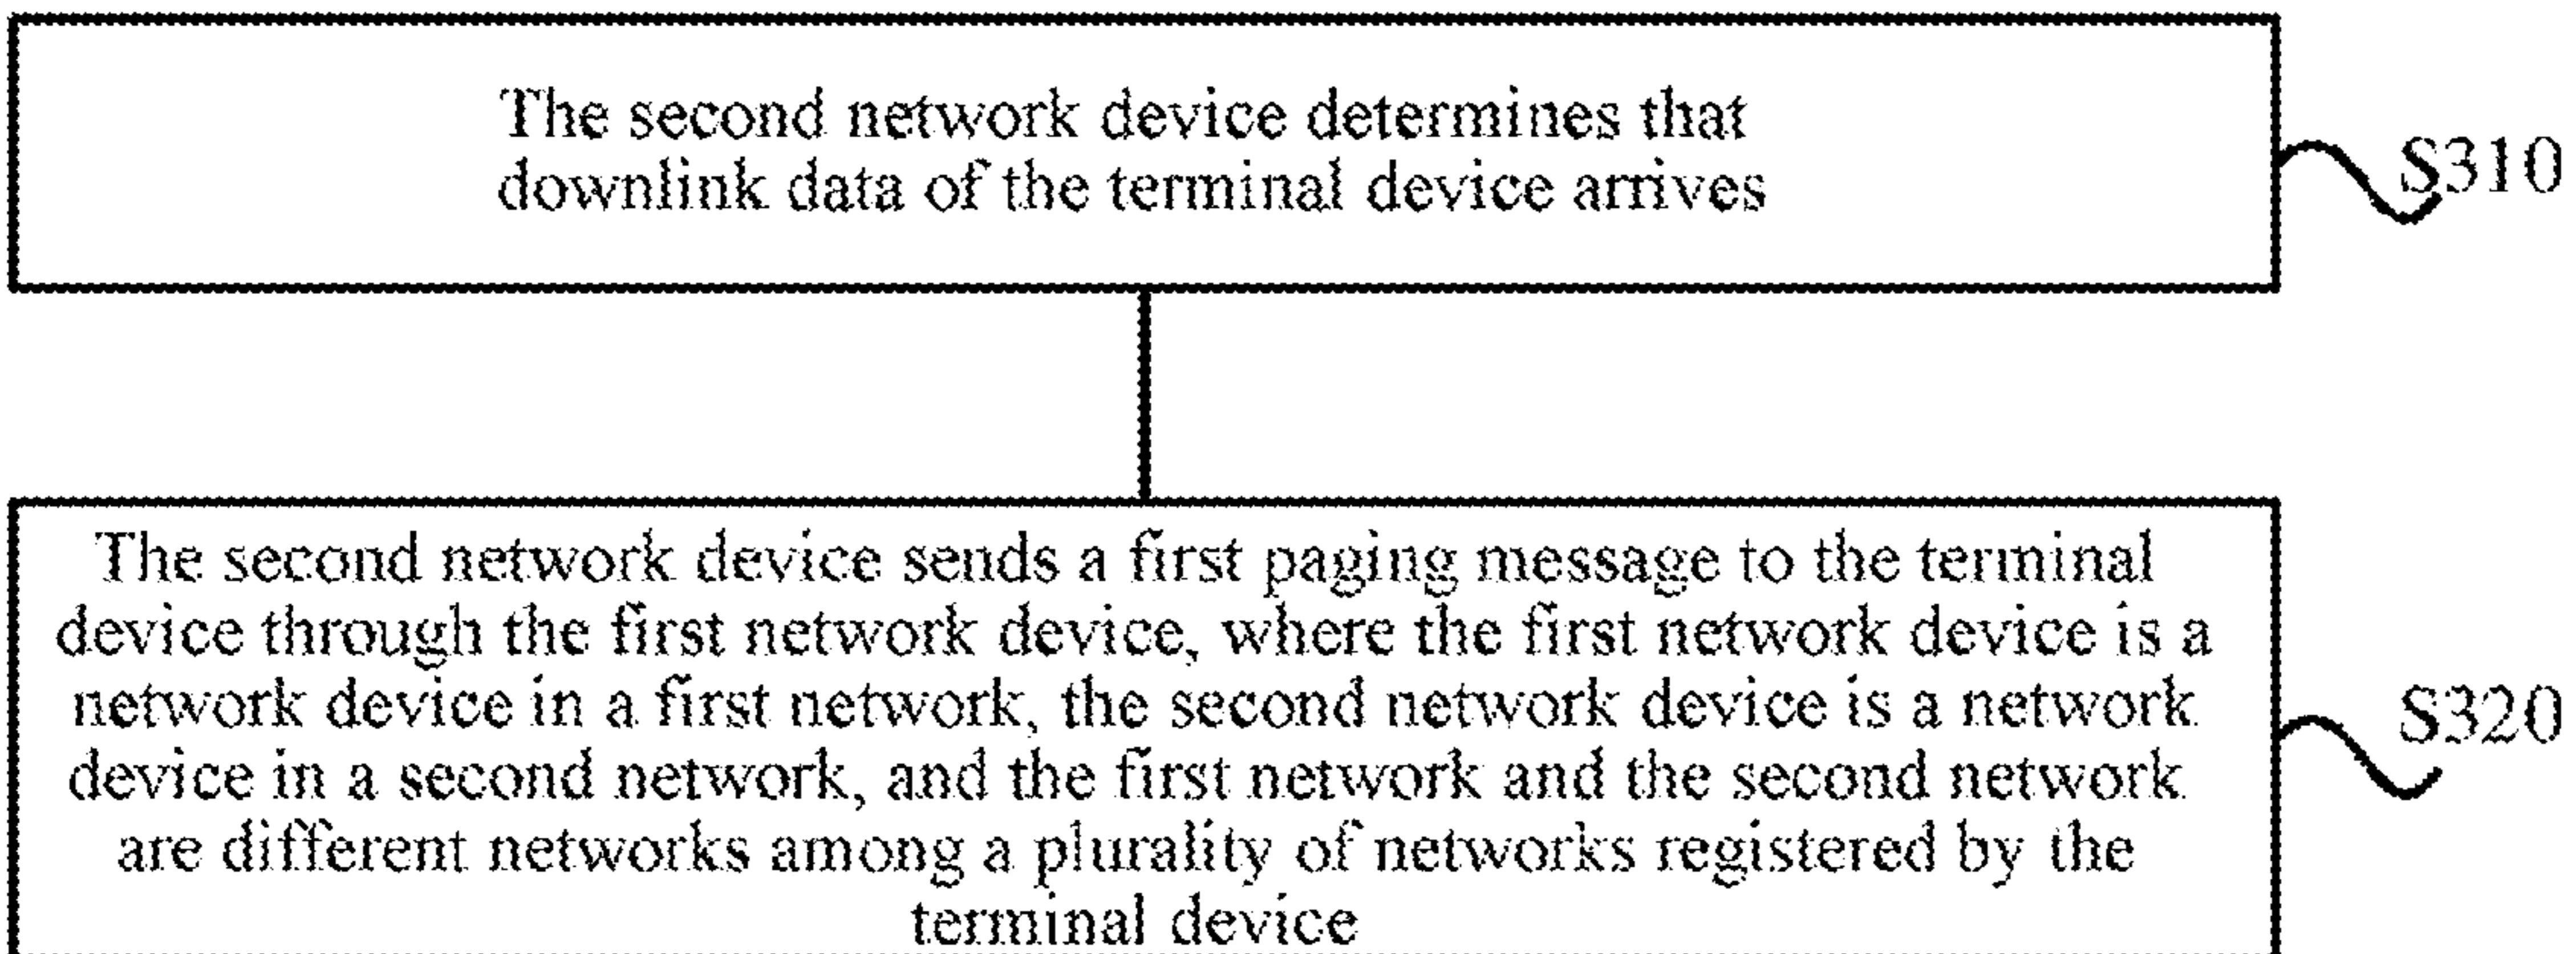 The second network device determines that
downlink data of the terminal device arrives
S310
The second network device sends a first paging message to the terminal
device through the first network device, where the first network device is a
network device in a first network, the second network device is a network
device in a second network, and the first network and the second network
are different networks among a plurality of networks registered by the
terminal device
S320